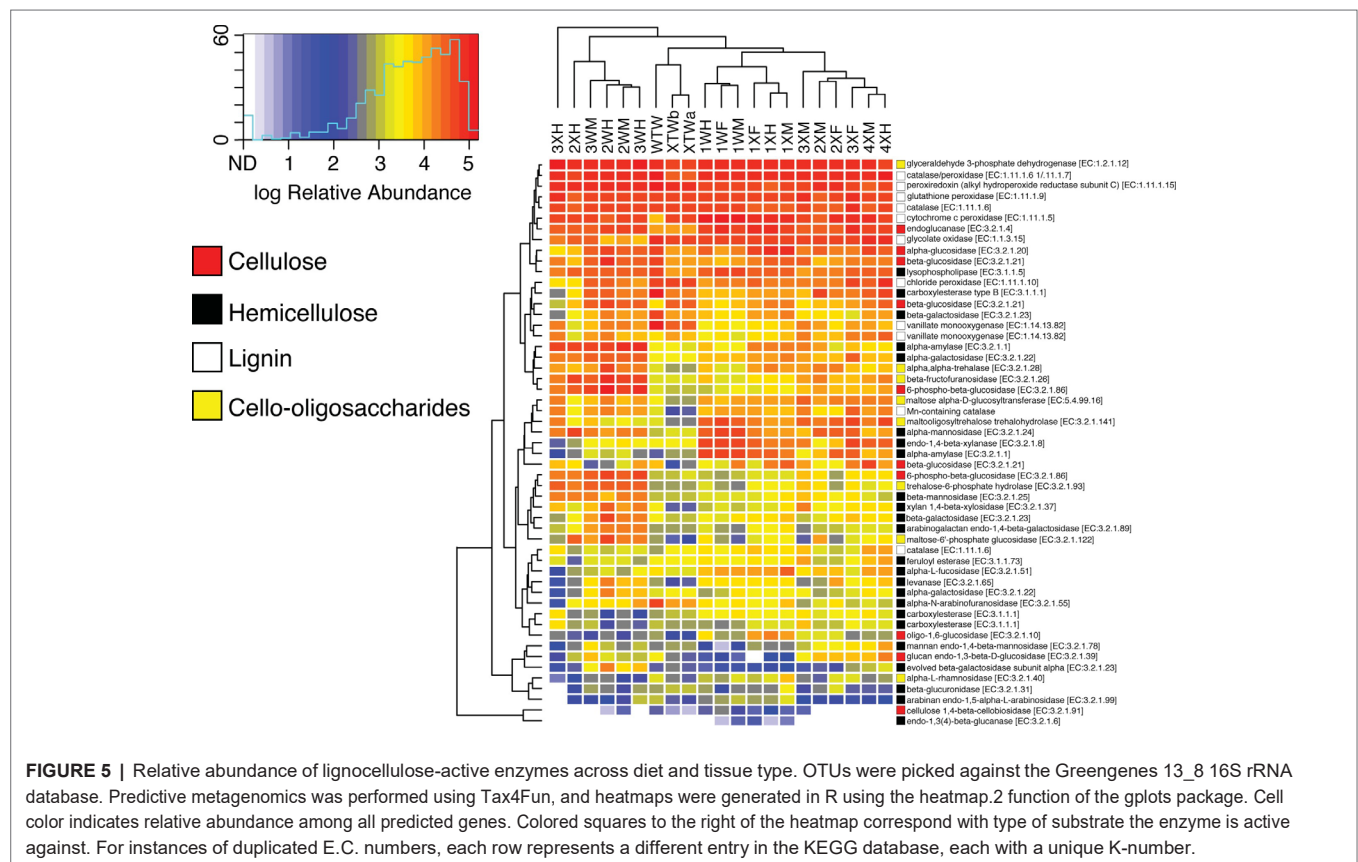 60
0
ND 1 2 3 4 5
log Relative Abundance
Cellulose
Hemicellulose
Lignin
Cello-oligosaccharides
3XH 2XH 3WM 2WH 2WM 3WH WTW XTWb XTWa 1WH 1WF 1WM 1XF 1XH 1XM 3XM 2XM 2XF 3XF 4XM 4XH
glyceraldehyde 3-phosphate dehydrogenase [EC:1.2.1.12]
catalase/peroxidase [EC:1.11.1.6 1/.11.1.7]
peroxiredoxin (alkyl hydroperoxide reductase subunit C) [EC:1.11.1.15]
glutathione peroxidase [EC:1.11.1.9]
catalase [EC:1.11.1.6]
cytochrome c peroxidase [EC:1.11.1.5]
endoglucanase [EC:3.2.1.4]
glycolate oxidase [EC:1.1.3.15]
alpha-glucosidase [EC:3.2.1.20]
beta-glucosidase [EC:3.2.1.21]
lysophospholipase [EC:3.1.1.5]
chloride peroxidase [EC:1.11.1.10]
carboxylesterase type B [EC:3.1.1.1]
beta-glucosidase [EC:3.2.1.21]
beta-galactosidase [EC:3.2.1.23]
vanillate monooxygenase [EC:1.14.13.82]
vanillate monooxygenase [EC:1.14.13.82]
alpha-amylase [EC:3.2.1.1]
alpha-galactosidase [EC:3.2.1.22]
alpha,alpha-trehalase [EC:3.2.1.28]
beta-fructofuranosidase [EC:3.2.1.26]
6-phospho-beta-glucosidase [EC:3.2.1.86]
maltose alpha-D-glucosyltransferase [EC:5.4.99.16]
Mn-containing catalase
maltooligosyltrehalose trehalohydrolase [EC:3.2.1.141]
alpha-mannosidase [EC:3.2.1.24]
endo-1,4-beta-xylanase [EC:3.2.1.8]
alpha-amylase [EC:3.2.1.1]
beta-glucosidase [EC:3.2.1.21]
6-phospho-beta-glucosidase [EC:3.2.1.86]
trehalose-6-phosphate hydrolase [EC:3.2.1.93]
beta-mannosidase [EC:3.2.1.25]
xylan 1,4-beta-xylosidase [EC:3.2.1.37]
beta-galactosidase [EC:3.2.1.23]
arabinogalactan endo-1,4-beta-galactosidase [EC:3.2.1.89]
maltose-6'-phosphate glucosidase [EC:3.2.1.122]
catalase [EC:1.11.1.6]
feruloyl esterase [EC:3.1.1.73]
alpha-L-fucosidase [EC:3.2.1.51]
levanase [EC:3.2.1.65]
alpha-galactosidase [EC:3.2.1.22]
alpha-N-arabinofuranosidase [EC:3.2.1.55]
carboxylesterase [EC:3.1.1.1]
carboxylesterase [EC:3.1.1.1]
oligo-1,6-glucosidase [EC:3.2.1.10]
mannan endo-1,4-beta-mannosidase [EC:3.2.1.78]
glucan endo-1,3-beta-D-glucosidase [EC:3.2.1.39]
evolved beta-galactosidase subunit alpha [EC:3.2.1.23]
alpha-L-rhamnosidase [EC:3.2.1.40]
beta-glucuronidase [EC:3.2.1.31]
arabinan endo-1,5-alpha-L-arabinosidase [EC:3.2.1.99]
cellulose 1,4-beta-cellobiosidase [EC:3.2.1.91]
endo-1,3(4)-beta-glucanase [EC:3.2.1.6]
FIGURE 5 | Relative abundance of lignocellulose-active enzymes across diet and tissue type. OTUs were picked against the Greengenes 13_8 16S rRNA
database. Predictive metagenomics was performed using Tax4Fun, and heatmaps were generated in R using the heatmap.2 function of the gplots package. Cell
color indicates relative abundance among all predicted genes. Colored squares to the right of the heatmap correspond with type of substrate the enzyme is active
against. For instances of duplicated E.C. numbers, each row represents a different entry in the KEGG database, each with a unique K-number.